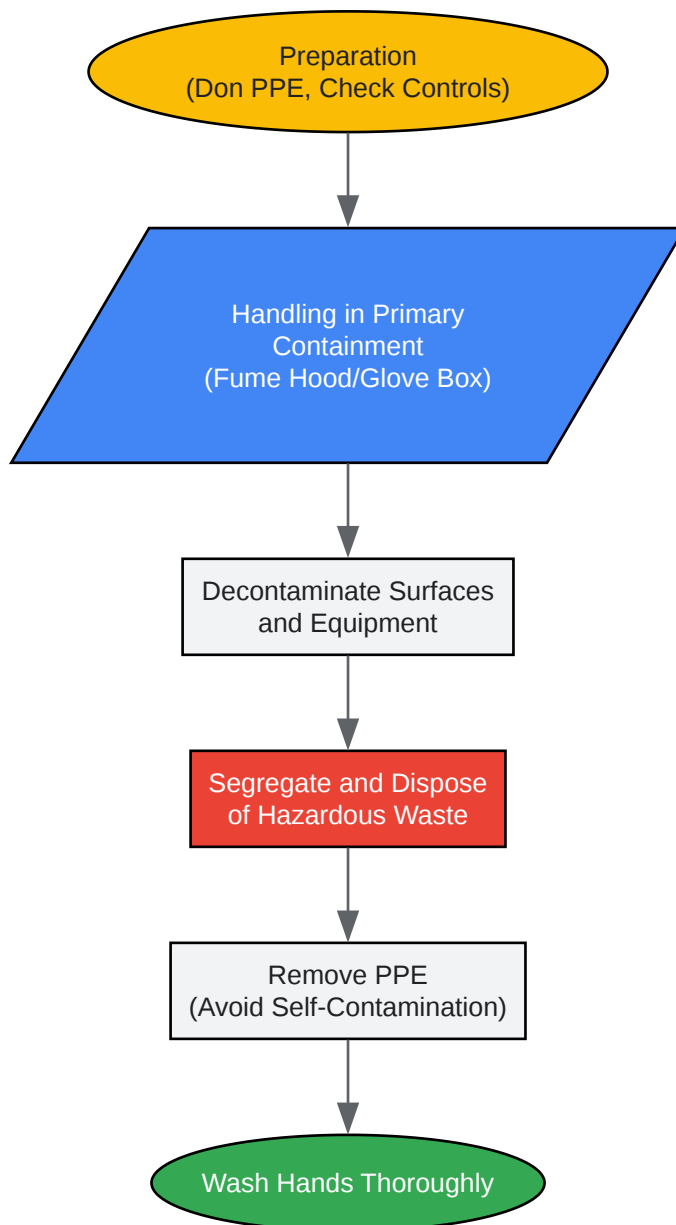 Preparation
(Don PPE, Check Controls)
Handling in Primary
Containment
(Fume Hood/Glove Box)
Decontaminate Surfaces
and Equipment
Segregate and Dispose
of Hazardous Waste
Remove PPE
(Avoid Self-Contamination)
Wash Hands Thoroughly